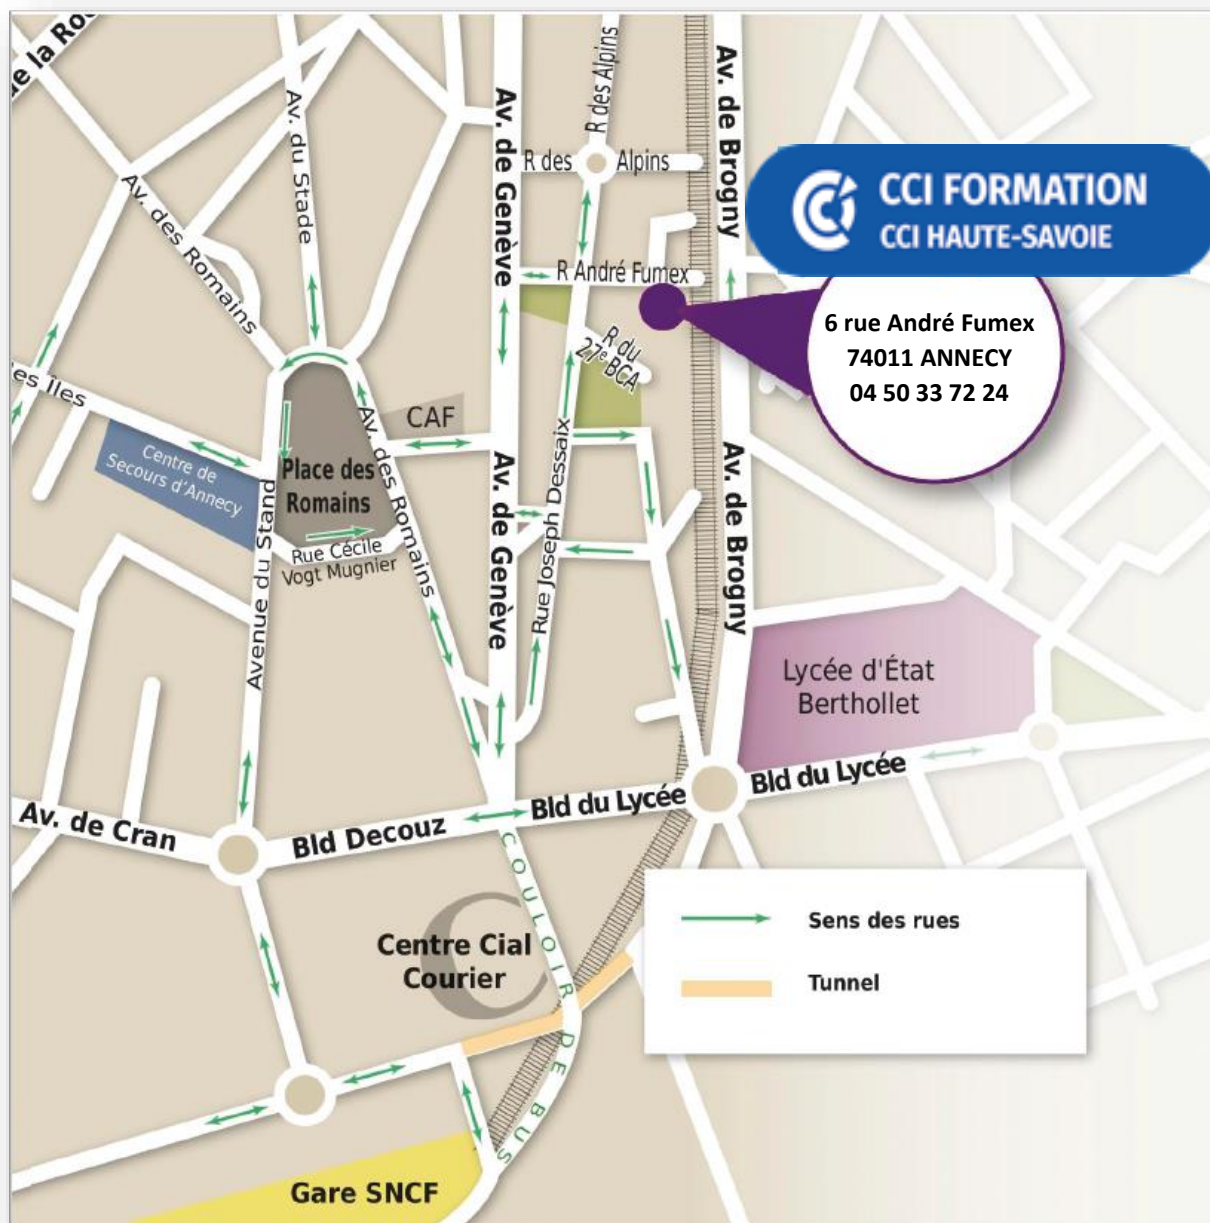 de la Ro
Av. du Stade
Av. de Genève
R des Alpins
Av. de Brogny
R des Alpins
Av. des Romains
CCI FORMATION
CCI HAUTE-SAVOIE
R André Fumex
6 rue André Fumex
74011 ANNECY
04 50 33 72 24
R du
27e BCA
es Iles
CAF
Av. des Romains
Centre de
Secours d'Annecy
Place des
Romains
Avenue du Stand
Rue Cécile
Vogt Mugnier
Av. de Genève
Rue Joseph Dessaix
Av. de Brogny
Lycée d'État
Berthollet
Bld du Lycée
Bld du Lycée
Av. de Cran
Bld Decouz
COULOIR DE BUS
Centre Cial
Courier
C
Sens des rues
Tunnel
Gare SNCF